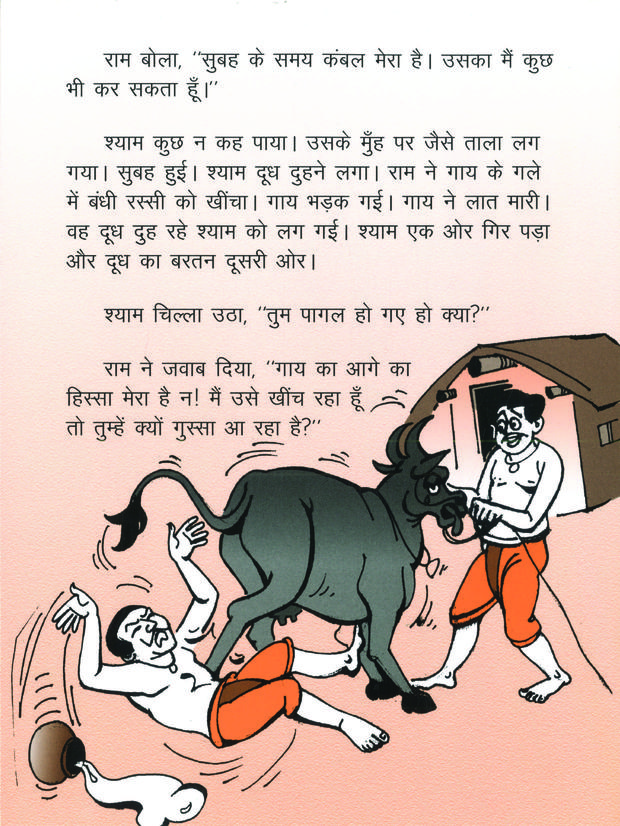 राम बोला, ''सुबह के समय कंबल मेरा है। उसका मैं कुछ
भी कर सकता हूँ।''
श्याम कुछ न कह पाया। उसके मुँह पर जैसे ताला लग
गया। सुबह हुई। श्याम दूध दुहने लगा। राम ने गाय के गले
में बंधी रस्सी को खींचा। गाय भड़क गई। गाय ने लात मारी।
वह दूध दुह रहे श्याम को लग गई। श्याम एक ओर गिर पड़ा
और दूध का बरतन दूसरी ओर।
श्याम चिल्ला उठा, ''तुम पागल हो गए हो क्या?''
राम ने जवाब दिया, ''गाय का आगे का
हिस्सा मेरा है न! मैं उसे खींच रहा हूँ
तो तुम्हें क्यों गुस्सा आ रहा है?''